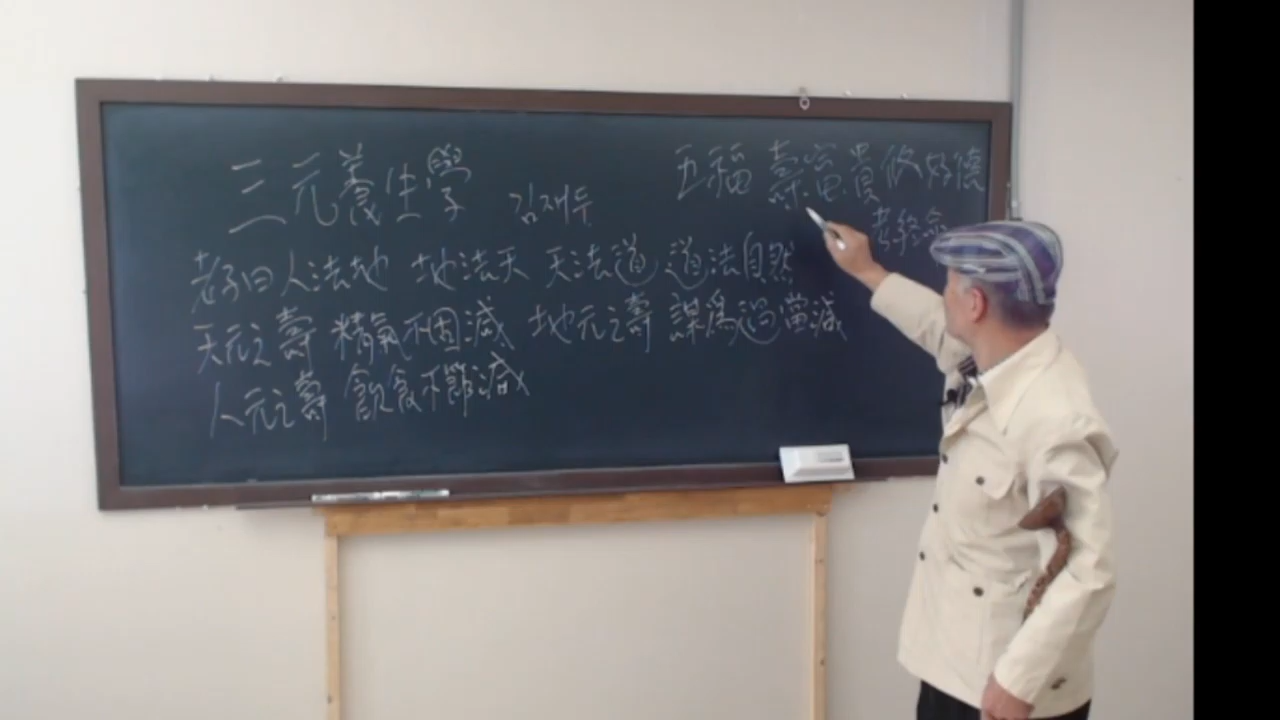 三元養生學 김재두
五福 壽富貴攸好德
考終命
老子曰人法地 地法天 天法道 道法自然
天元之壽 精氣不固減 地元之壽 謀爲過當減
人元之壽 飮食不節減